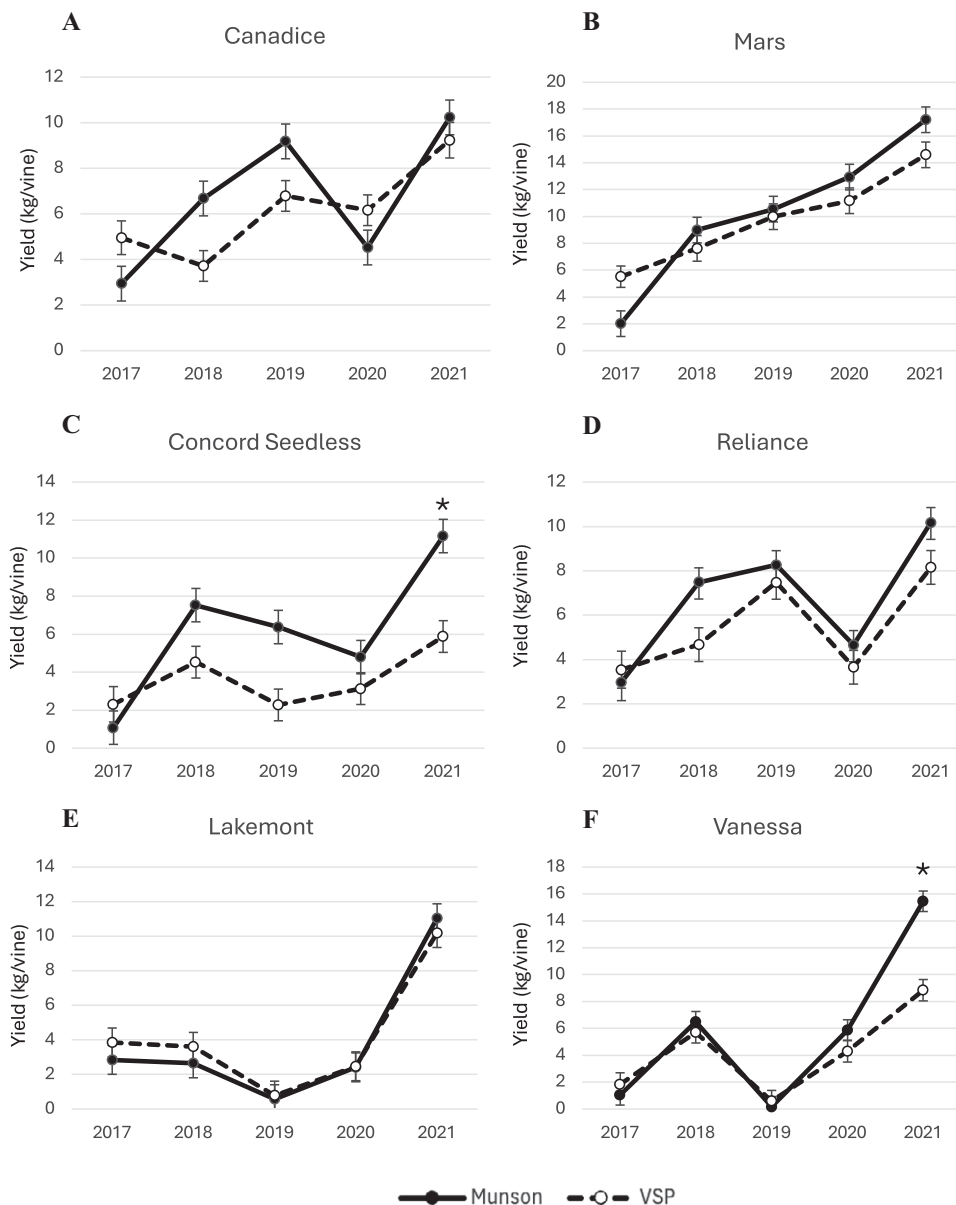 A
Canadice
Yield (kg/vine)
12
10
8
6
4
2
0
2017 2018 2019 2020 2021
B
Mars
Yield (kg/vine)
20
18
16
14
12
10
8
6
4
2
0
2017 2018 2019 2020 2021
C
Concord Seedless
Yield (kg/vine)
14
12
10
8
6
4
2
0
*
2017 2018 2019 2020 2021
D
Reliance
Yield (kg/vine)
12
10
8
6
4
2
0
2017 2018 2019 2020 2021
E
Lakemont
Yield (kg/vine)
14
12
10
8
6
4
2
0
2017 2018 2019 2020 2021
F
Vanessa
Yield (kg/vine)
18
16
14
12
10
8
6
4
2
0
*
2017 2018 2019 2020 2021
Munson VSP